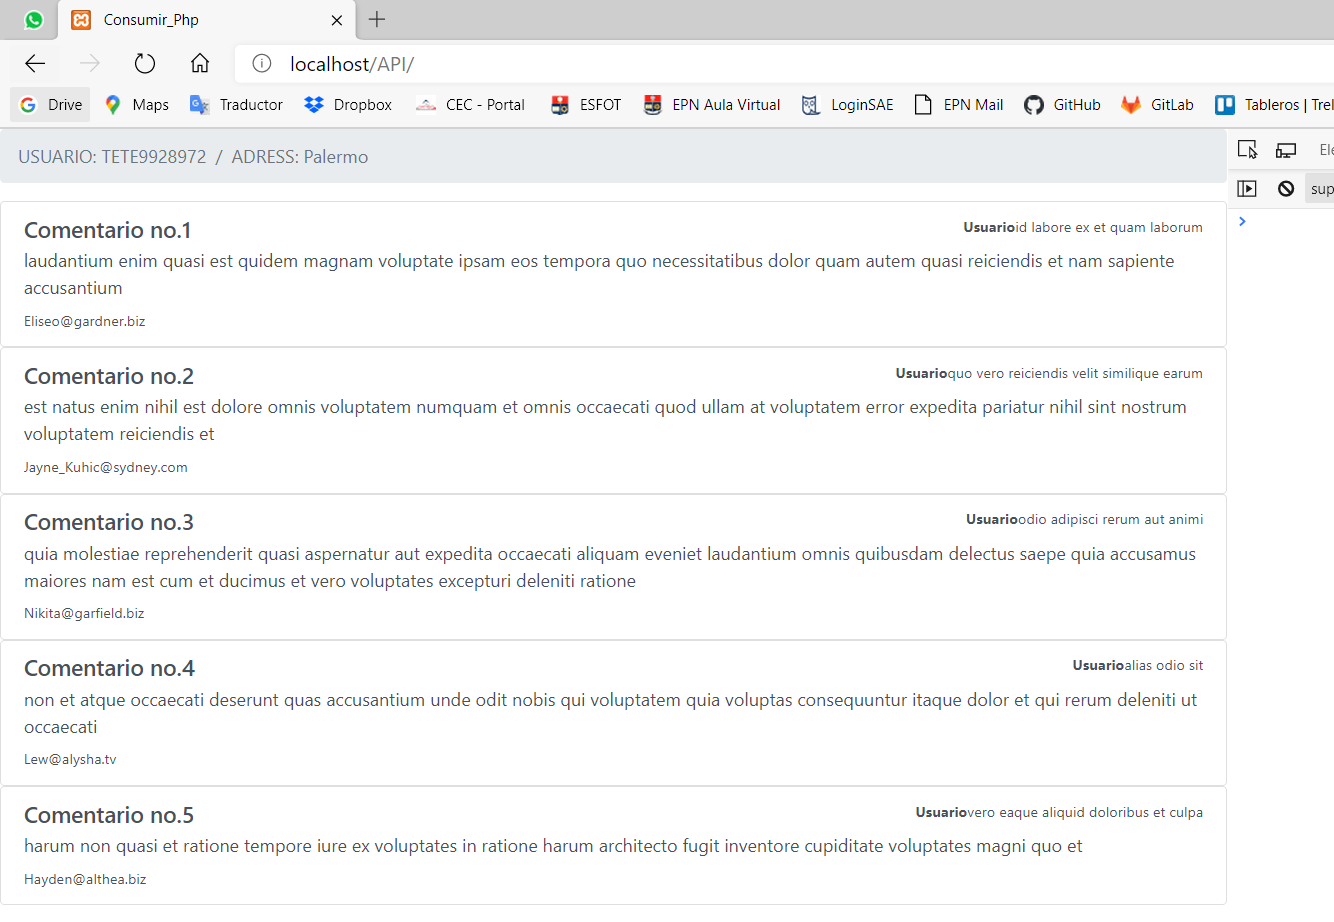 Consumir_Php
localhost/API/
Drive Maps Traductor Dropbox CEC - Portal ESFOT EPN Aula Virtual LoginSAE EPN Mail GitHub GitLab Tableros | Trel
USUARIO: TETE9928972 / ADRESS: Palermo
Ele
sup
Comentario no.1
Usuarioid labore ex et quam laborum
laudantium enim quasi est quidem magnam voluptate ipsam eos tempora quo necessitatibus dolor quam autem quasi reiciendis et nam sapiente
accusantium
Eliseo@gardner.biz
Comentario no.2
Usuarioquo vero reiciendis velit similique earum
est natus enim nihil est dolore omnis voluptatem numquam et omnis occaecati quod ullam at voluptatem error expedita pariatur nihil sint nostrum
voluptatem reiciendis et
Jayne_Kuhic@sydney.com
Comentario no.3
Usuarioodio adipisci rerum aut animi
quia molestiae reprehenderit quasi aspernatur aut expedita occaecati aliquam eveniet laudantium omnis quibusdam delectus saepe quia accusamus
maiores nam est cum et ducimus et vero voluptates excepturi deleniti ratione
Nikita@garfield.biz
Comentario no.4
Usuarioalias odio sit
non et atque occaecati deserunt quas accusantium unde odit nobis qui voluptatem quia voluptas consequuntur itaque dolor et qui rerum deleniti ut
occaecati
Lew@alysha.tv
Comentario no.5
Usuariovero eaque aliquid doloribus et culpa
harum non quasi et ratione tempore iure ex voluptates in ratione harum architecto fugit inventore cupiditate voluptates magni quo et
Hayden@althea.biz